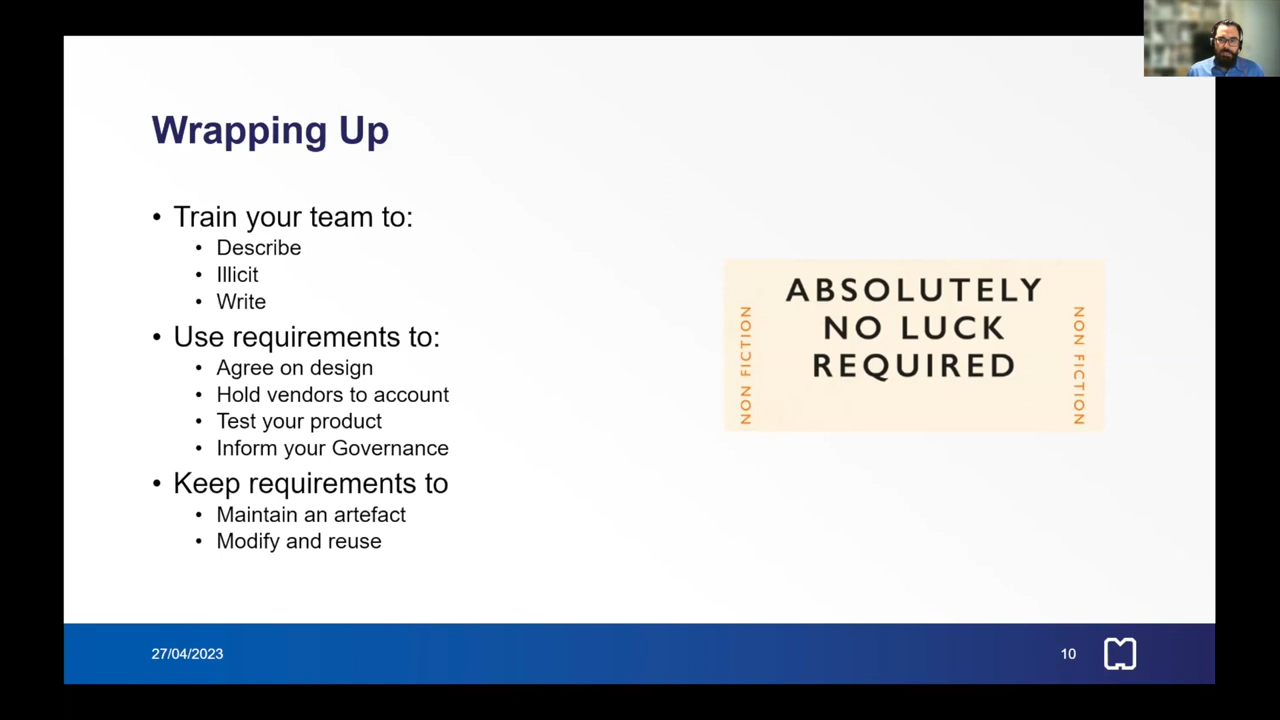 Wrapping Up
• Train your team to:
• Describe
• Illicit
• Write
• Use requirements to:
• Agree on design
• Hold vendors to account
• Test your product
• Inform your Governance
• Keep requirements to
• Maintain an artefact
• Modify and reuse
NON FICTION
ABSOLUTELY
NO LUCK
REQUIRED
NON FICTION
27/04/2023
10